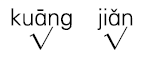 kuāng jiǎn
✓ ✓